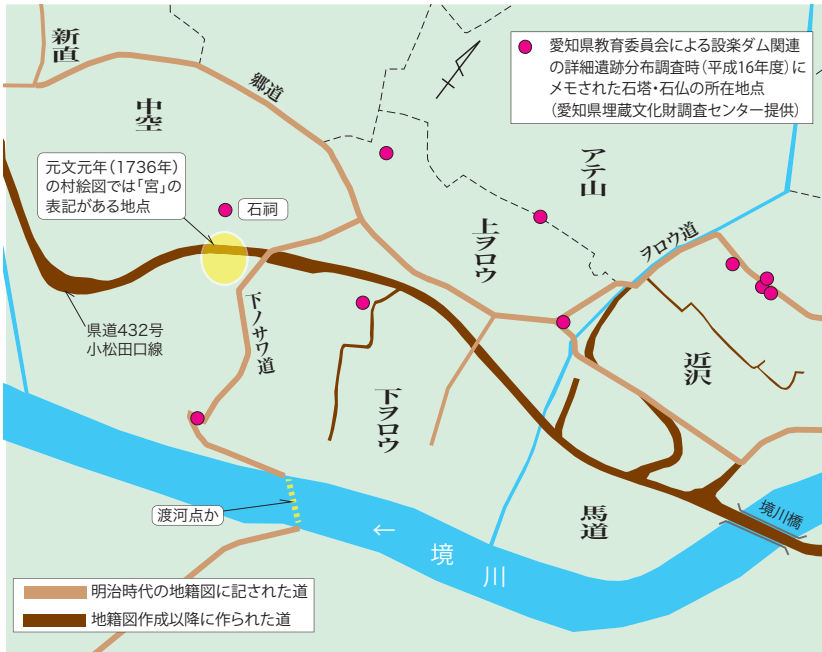 新直
中空
郷道
愛知県教育委員会による設楽ダム関連
の詳細遺跡分布調査時(平成16年度)に
メモされた石塔・石仏の所在地点
(愛知県埋蔵文化財調査センター提供)
元文元年(1736年)
の村絵図では「宮」の
表記がある地点
石祠
アテ山
上ヲロウ
ヲロウ道
県道432号
小松田口線
下ノサワ道
下ヲロウ
近沢
渡河点か
←
境川
馬道
境川橋
明治時代の地籍図に記された道
地籍図作成以降に作られた道